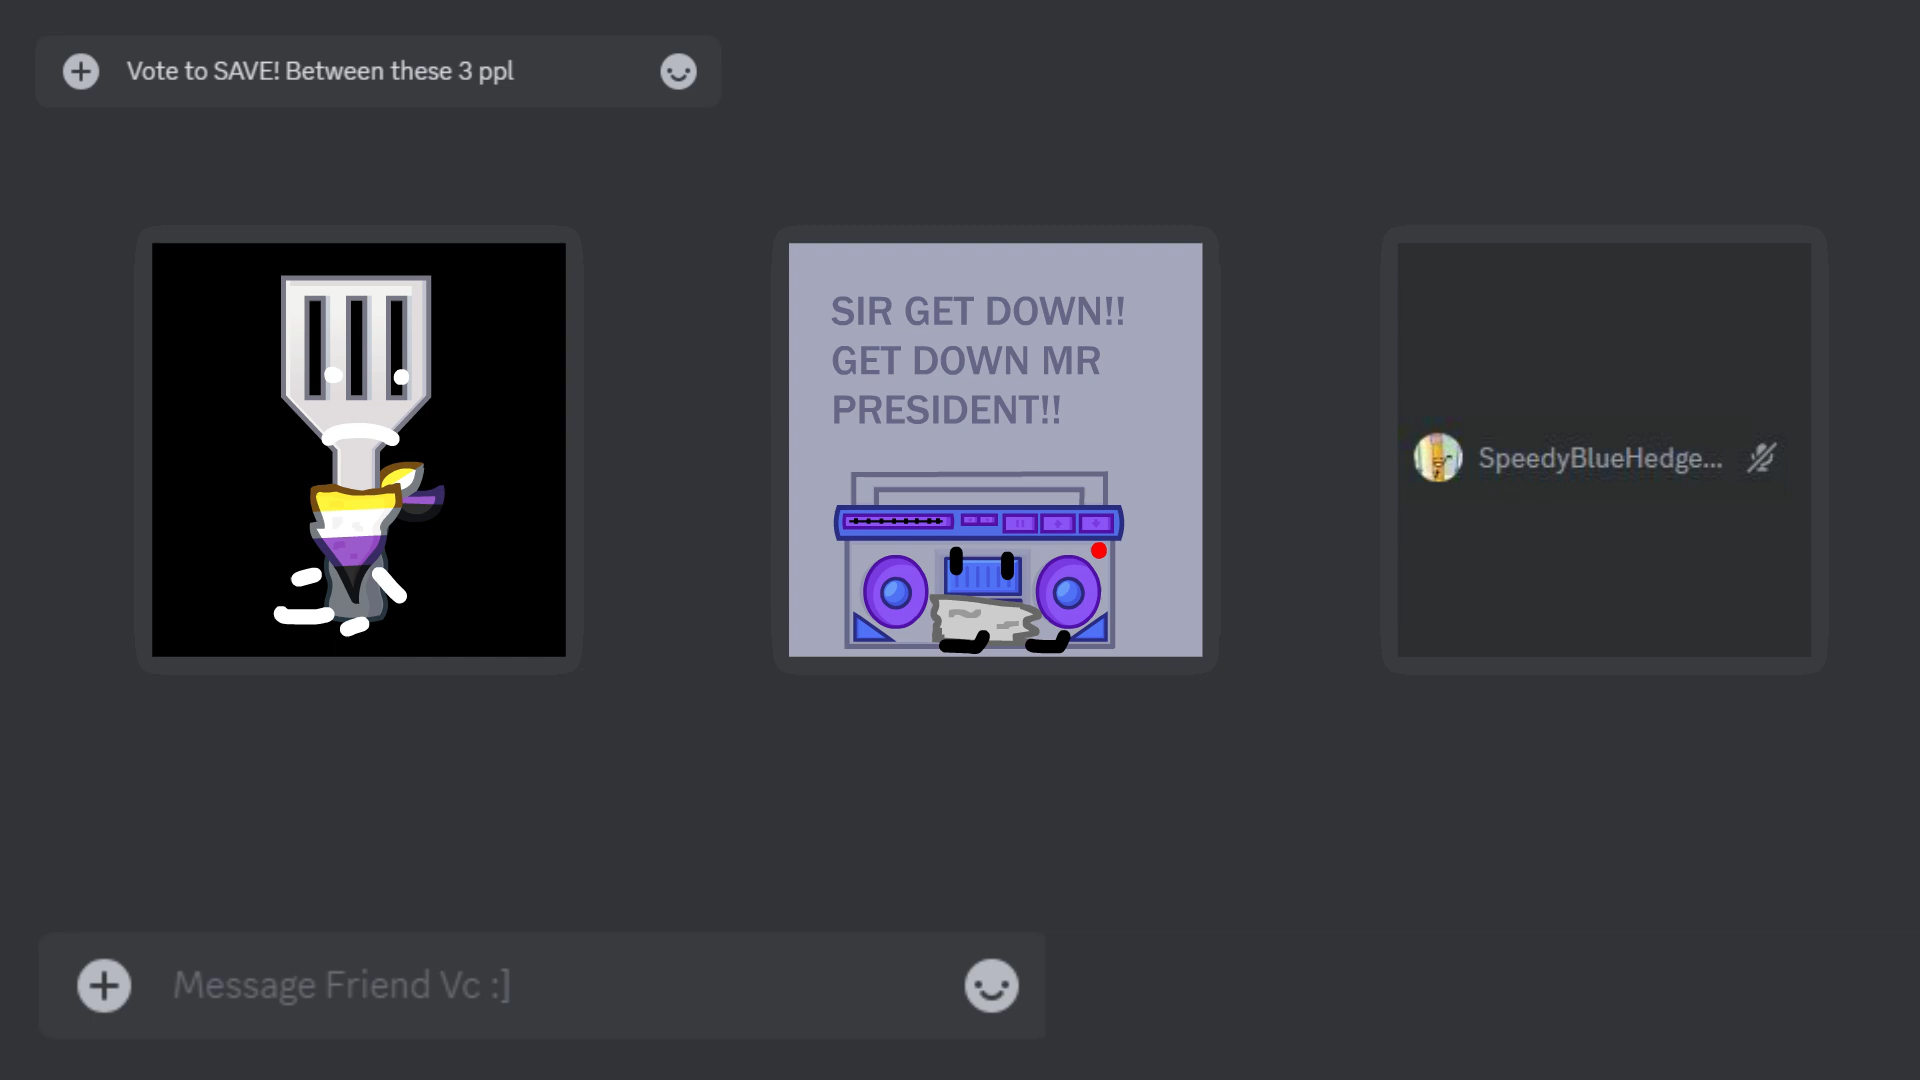 Vote to SAVE! Between these 3 ppl
SIR GET DOWN!!
GET DOWN MR
PRESIDENT!!
SpeedyBlueHedge...
Message Friend Vc :]